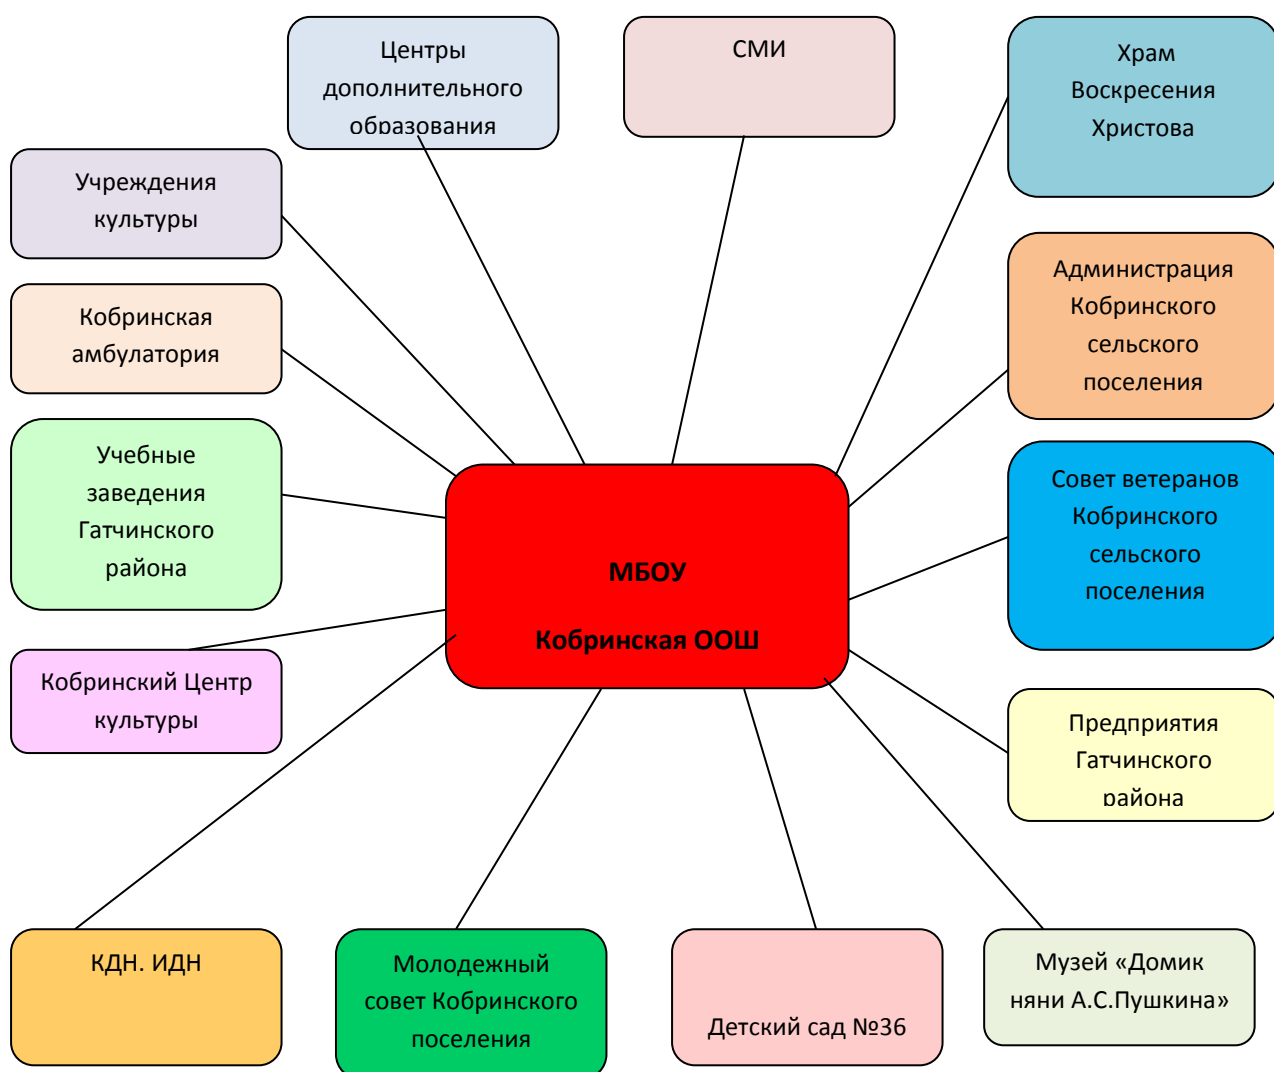 Центры
дополнительного
образования
СМИ
Храм
Воскресения
Христова
Учреждения
культуры
Администрация
Кобринского
сельского
поселения
Кобринская
амбулатория
Учебные
заведения
Гатчинского
района
Совет ветеранов
Кобринского
сельского
поселения
МБОУ
Кобринская ООШ
Кобринский Центр
культуры
Предприятия
Гатчинского
района
КДН. ИДН
Молодежный
совет Кобринского
поселения
Детский сад №36
Музей «Домик
няни А.С.Пушкина»